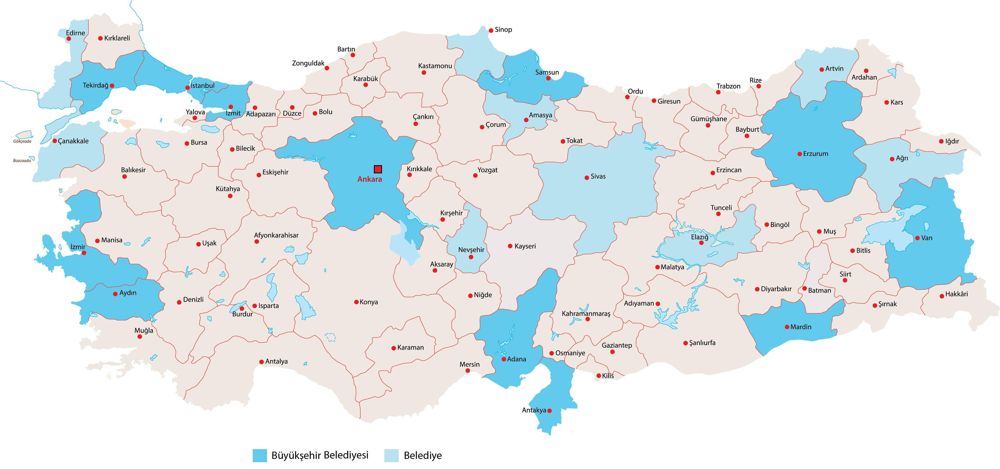 Sinop
Edirne
Kırklareli
Bartın
Zonguldak
Kastamonu
Artvin
Samsun
Ardahan
Karabük
Rize
Tekirdağ
İstanbul
Trabzon
Ordu
Giresun
Kars
Yalova
İzmit
Adapazarı
Düzce
Bolu
Çankırı
Amasya
Gümüşhane
Çorum
Bayburt
Gökçeada
Çanakkale
Bursa
Tokat
Iğdır
Bilecik
Erzurum
Bozcaada
Ağrı
Balıkesir
Eskişehir
Kırıkkale
Yozgat
Erzincan
Ankara
Sivas
Kütahya
Kırşehir
Tunceli
Bingöl
Muş
Afyonkarahisar
Elazığ
Van
Manisa
Uşak
İzmir
Kayseri
Nevşehir
Bitlis
Aksaray
Malatya
Siirt
Aydın
Diyarbakır
Batman
Hakkâri
Niğde
Denizli
Konya
Adıyaman
Şırnak
Isparta
Burdur
Kahramanmaraş
Mardin
Muğla
Şanlıurfa
Gaziantep
Karaman
Osmaniye
Adana
Antalya
Mersin
Kilis
Antakya
Büyükşehir Belediyesi
Belediye